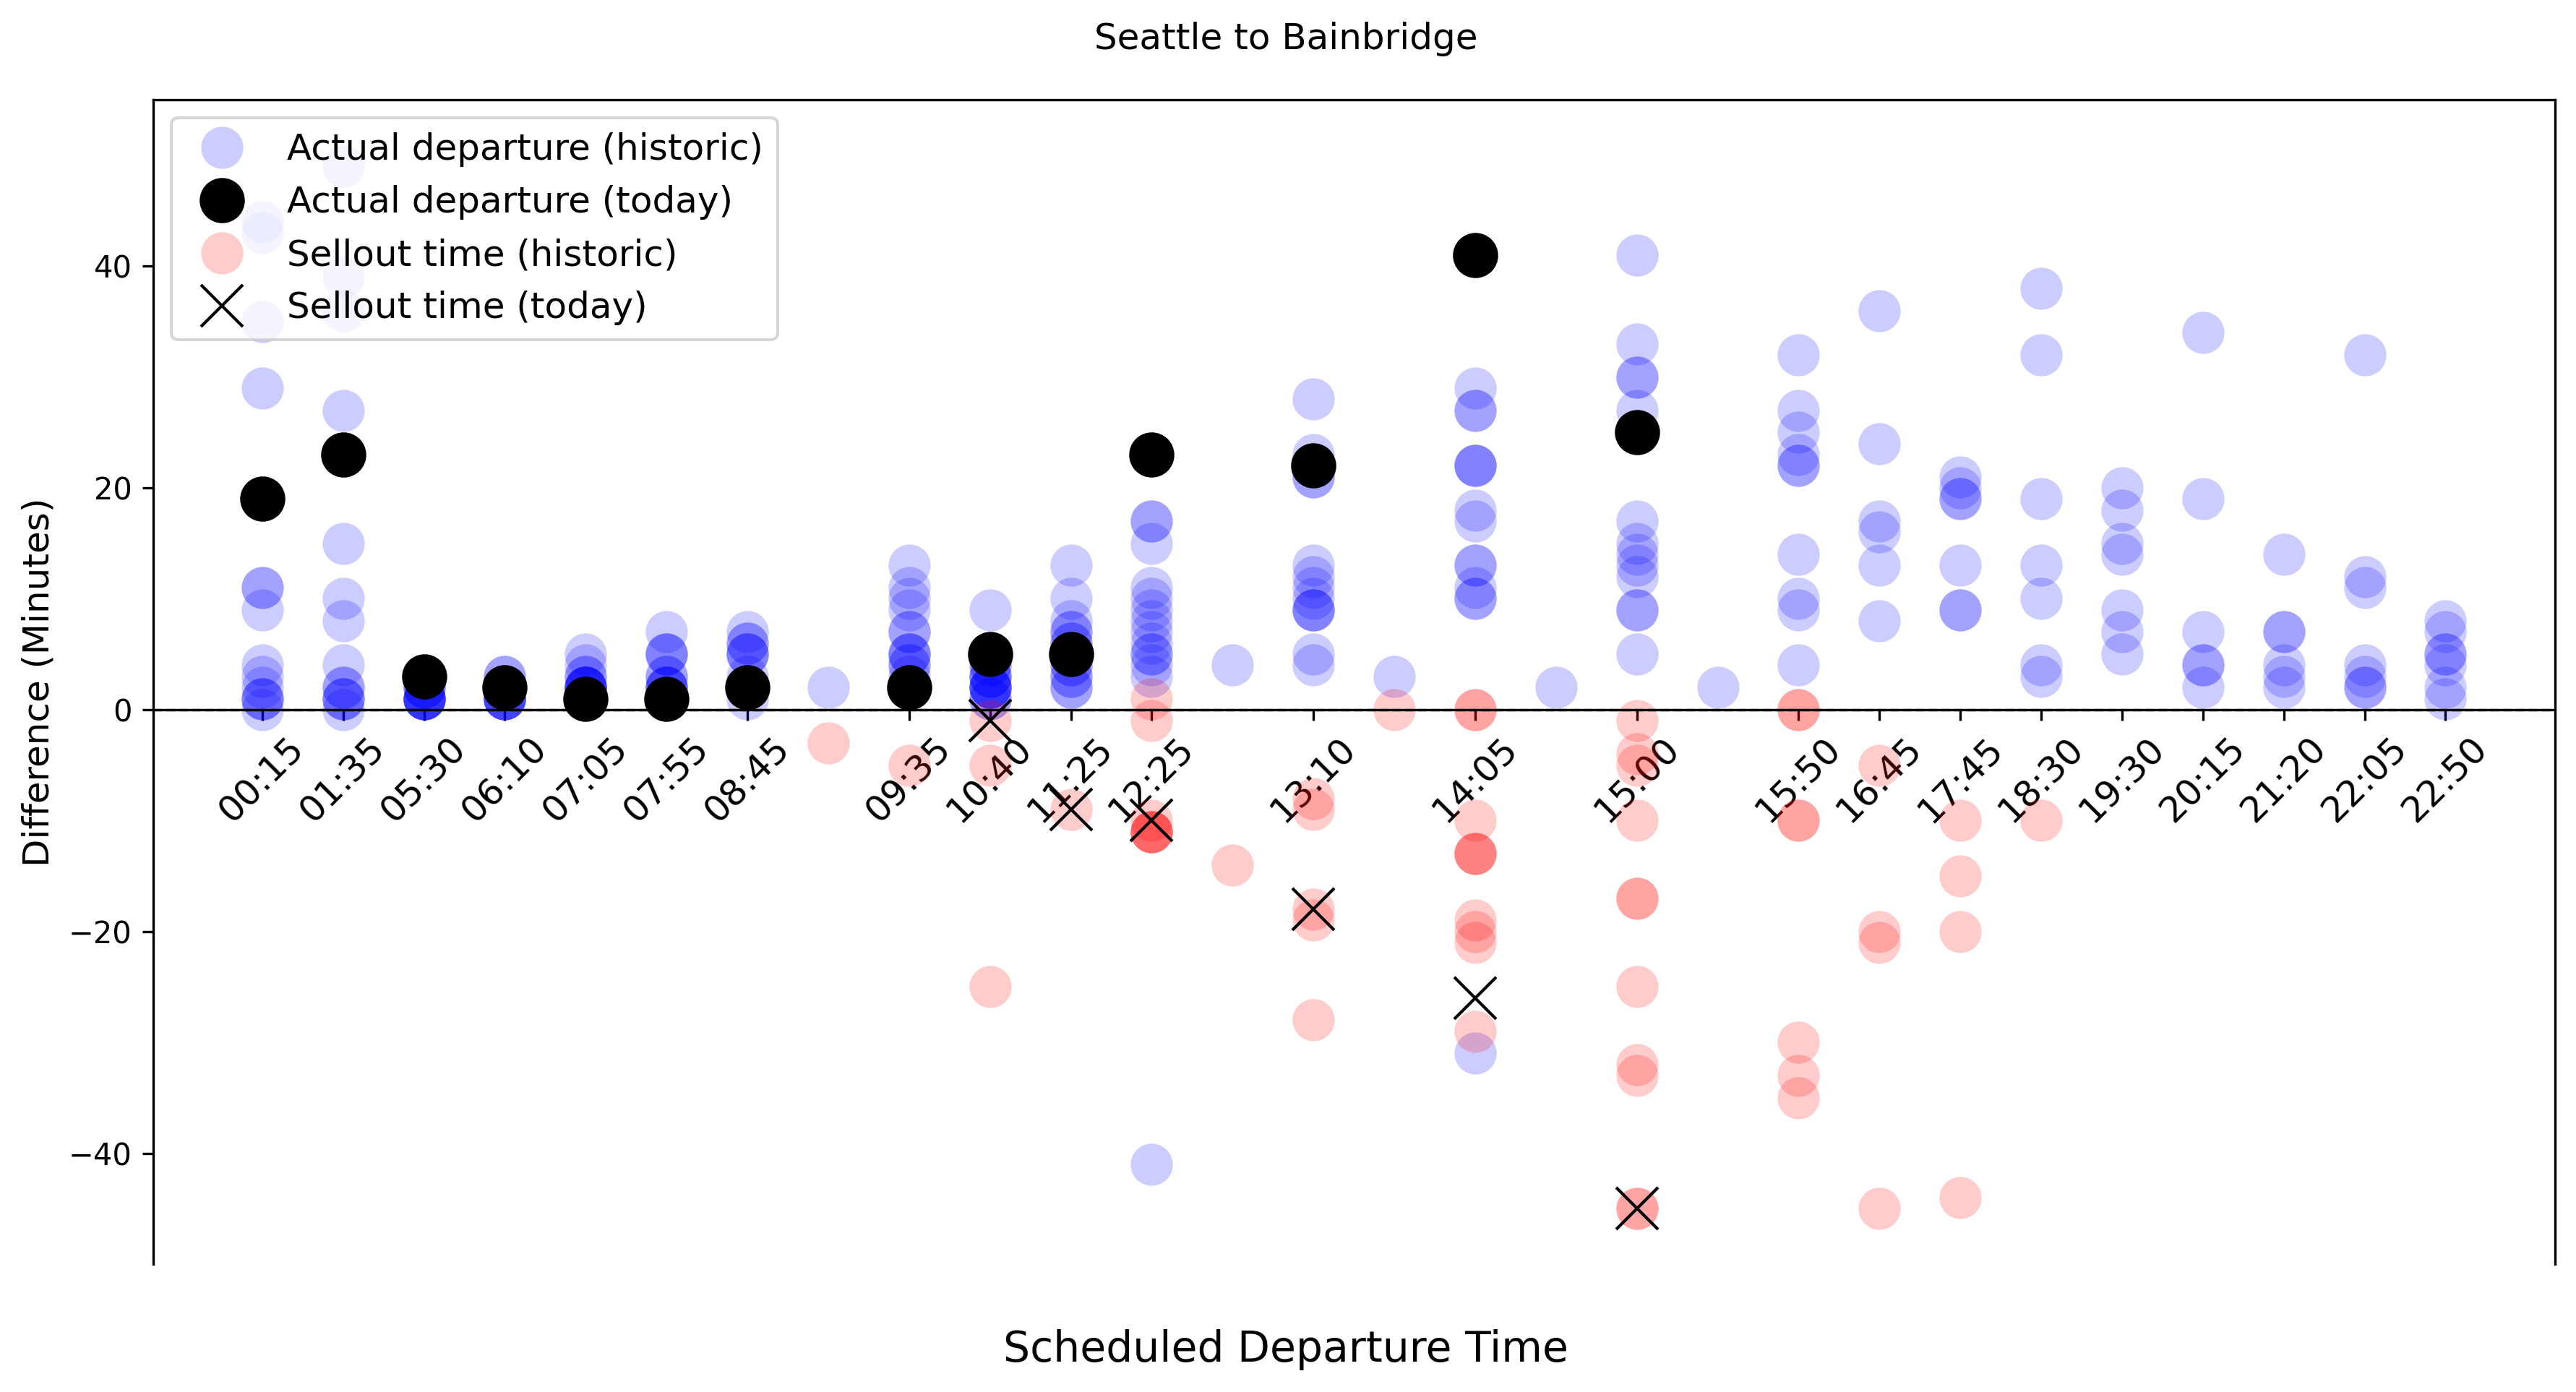 Seattle to Bainbridge
Actual departure (historic)
Actual departure (today)
Sellout time (historic)
Sellout time (today)
Difference (Minutes)
40
20
0
−20
−40
00:15 01:35 05:30 06:10 07:05 07:55 08:45 09:35 10:40 11:25 12:25 13:10 14:05 15:00 15:50 16:45 17:45 18:30 19:30 20:15 21:20 22:05 22:50
Scheduled Departure Time